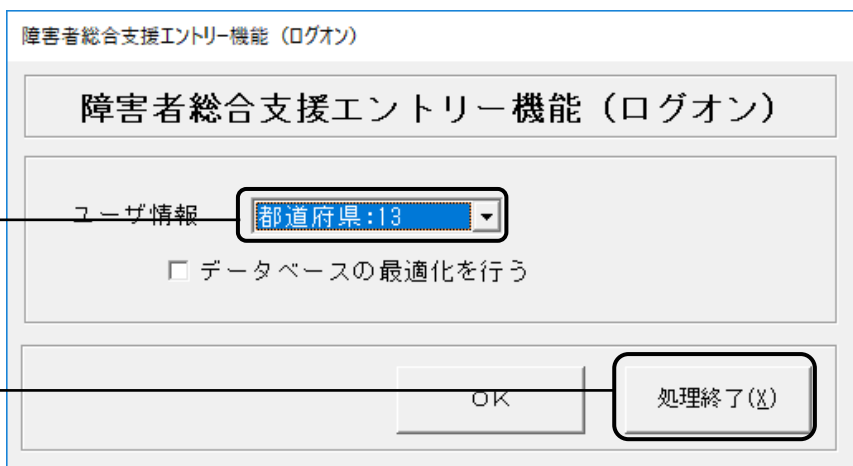 障害者総合支援エントリー機能（ログオン）
障害者総合支援エントリー機能（ログオン）
ユーザ情報 都道府県:13
データベースの最適化を行う
OK 処理終了(X)